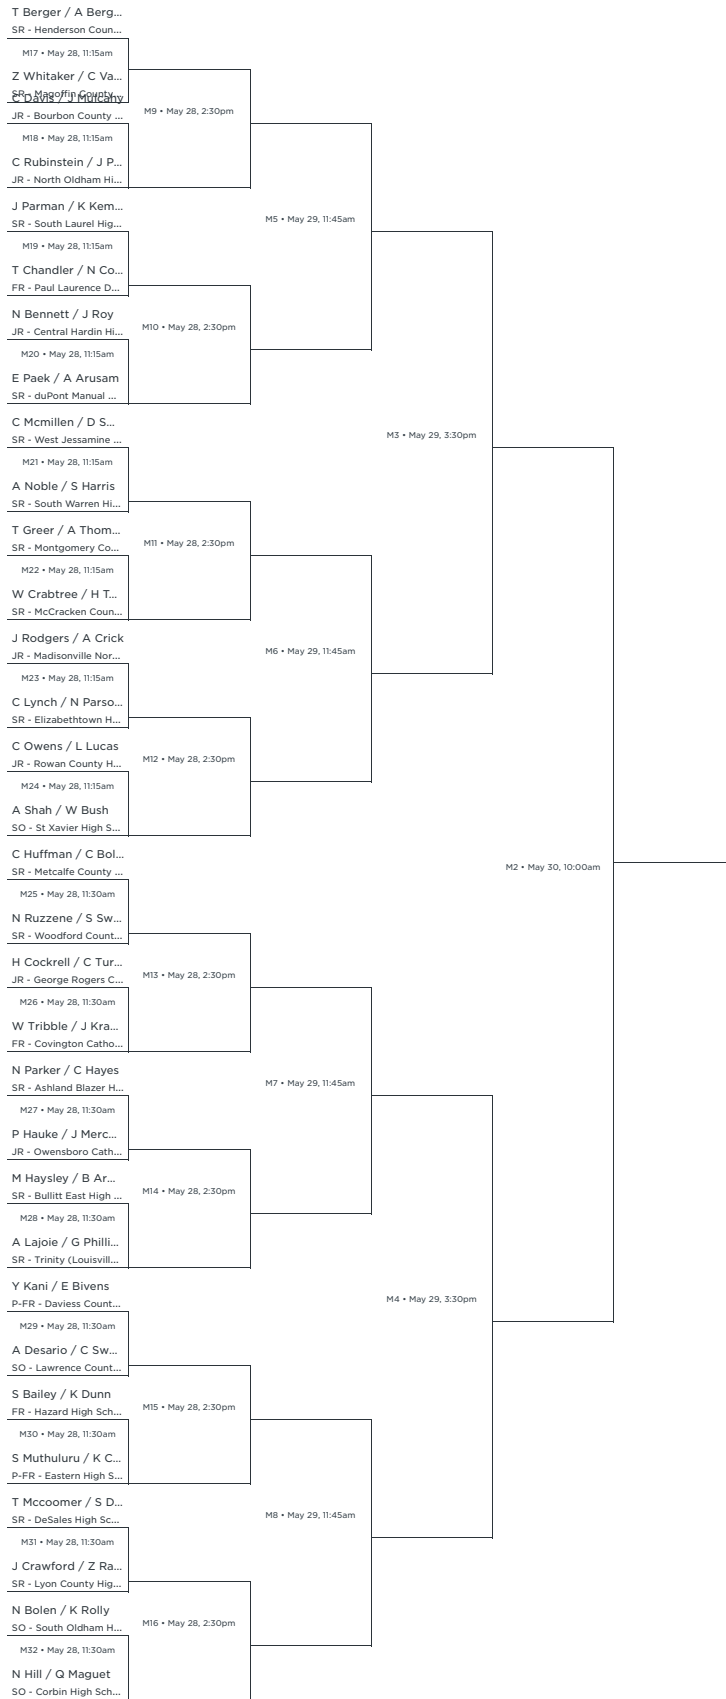 T Berger / A Berg...
SR - Henderson Coun...
M17 • May 28, 11:15am
Z Whitaker / C Va...
SR - Magoffin County...
C Davis / J Mulcahy
JR - Bourbon County ...
M9 • May 28, 2:30pm
M18 • May 28, 11:15am
C Rubinstein / J P...
JR - North Oldham Hi...
J Parman / K Kem...
SR - South Laurel Hig...
M5 • May 29, 11:45am
M19 • May 28, 11:15am
T Chandler / N Co...
FR - Paul Laurence D...
N Bennett / J Roy
JR - Central Hardin Hi...
M10 • May 28, 2:30pm
M20 • May 28, 11:15am
E Paek / A Arusam
SR - duPont Manual ...
C Mcmillen / D S...
SR - West Jessamine ...
M3 • May 29, 3:30pm
M21 • May 28, 11:15am
A Noble / S Harris
SR - South Warren Hi...
T Greer / A Thom...
SR - Montgomery Co...
M11 • May 28, 2:30pm
M22 • May 28, 11:15am
W Crabtree / H T...
SR - McCracken Coun...
J Rodgers / A Crick
JR - Madisonville Nor...
M6 • May 29, 11:45am
M23 • May 28, 11:15am
C Lynch / N Parso...
SR - Elizabethtown H...
C Owens / L Lucas
JR - Rowan County H...
M12 • May 28, 2:30pm
M24 • May 28, 11:15am
A Shah / W Bush
SO - St Xavier High S...
C Huffman / C Bol...
SR - Metcalfe County ...
M2 • May 30, 10:00am
M25 • May 28, 11:30am
N Ruzzene / S Sw...
SR - Woodford Count...
H Cockrell / C Tur...
JR - George Rogers C...
M13 • May 28, 2:30pm
M26 • May 28, 11:30am
W Tribble / J Kra...
FR - Covington Catho...
N Parker / C Hayes
SR - Ashland Blazer H...
M7 • May 29, 11:45am
M27 • May 28, 11:30am
P Hauke / J Merc...
JR - Owensboro Cath...
M Haysley / B Ar...
SR - Bullitt East High ...
M14 • May 28, 2:30pm
M28 • May 28, 11:30am
A Lajoie / G Philli...
SR - Trinity (Louisvill...
Y Kani / E Bivens
P-FR - Daviess Count...
M4 • May 29, 3:30pm
M29 • May 28, 11:30am
A Desario / C Sw...
SO - Lawrence Count...
S Bailey / K Dunn
FR - Hazard High Sch...
M15 • May 28, 2:30pm
M30 • May 28, 11:30am
S Muthuluru / K C...
P-FR - Eastern High S...
T Mccoomer / S D...
SR - DeSales High Sc...
M8 • May 29, 11:45am
M31 • May 28, 11:30am
J Crawford / Z Ra...
SR - Lyon County Hig...
N Bolen / K Rolly
SO - South Oldham H...
M16 • May 28, 2:30pm
M32 • May 28, 11:30am
N Hill / Q Maguet
SO - Corbin High Sch...